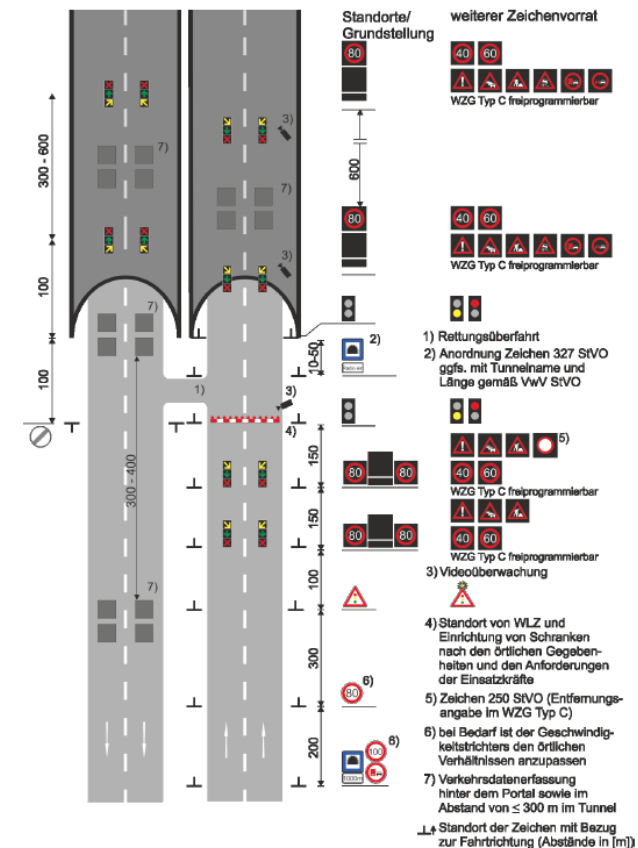 Standorte/
Grundstellung
weiterer Zeichenvorrat
80
40 60
WZG Typ C freiprogrammierbar
3)
7)
7)
300 - 600
600
80
40 60
WZG Typ C freiprogrammierbar
3)
100
7)
1) Rettungsüberfahrt
2) Anordnung Zeichen 327 StVO
ggfs. mit Tunnelname und
Länge gemäß VwV StVO
10-50
2)
100
1)
3)
4)
5)
150
80 80
40 60
WZG Typ C freiprogrammierbar
300 - 400
150
80 80
40 60
WZG Typ C freiprogrammierbar
100
3) Videoüberwachung
7)
4) Standort von WLZ und
Einrichtung von Schranken
nach den örtlichen Gegeben-
heiten und den Anforderungen
der Einsatzkräfte
300
80
6)
5) Zeichen 250 StVO (Entfernungs-
angabe im WZG Typ C)
6) bei Bedarf ist der Geschwindig-
keitstrichters den örtlichen
Verhältnissen anzupassen
200
100
6)
1000m
7) Verkehrsdatenerfassung
hinter dem Portal sowie im
Abstand von ≤ 300 m im Tunnel
Standort der Zeichen mit Bezug
zur Fahrtrichtung (Abstände in [m])